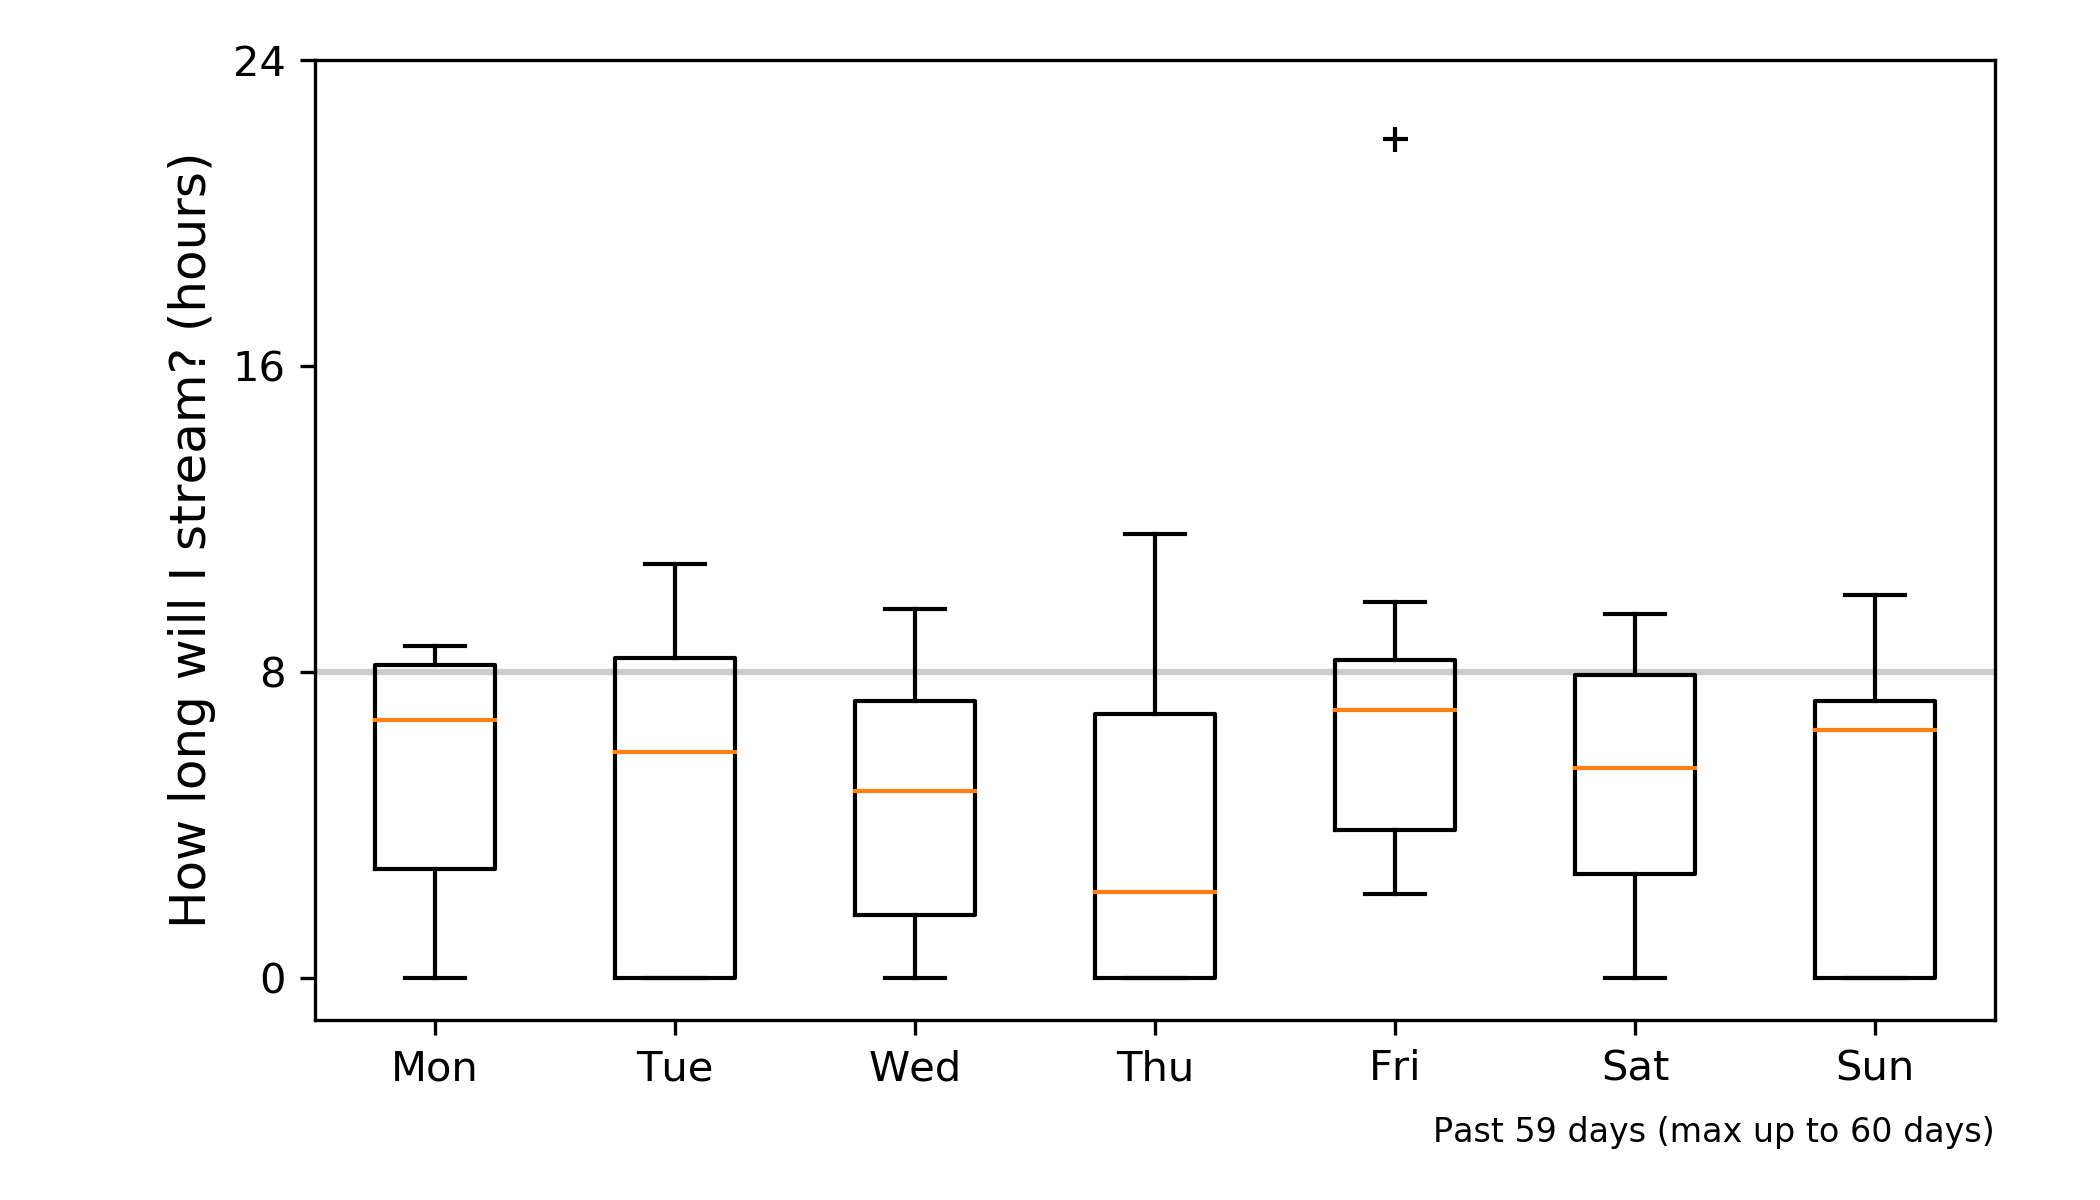 How long will I stream? (hours)
24
16
8
0
Mon Tue Wed Thu Fri Sat Sun
Past 59 days (max up to 60 days)